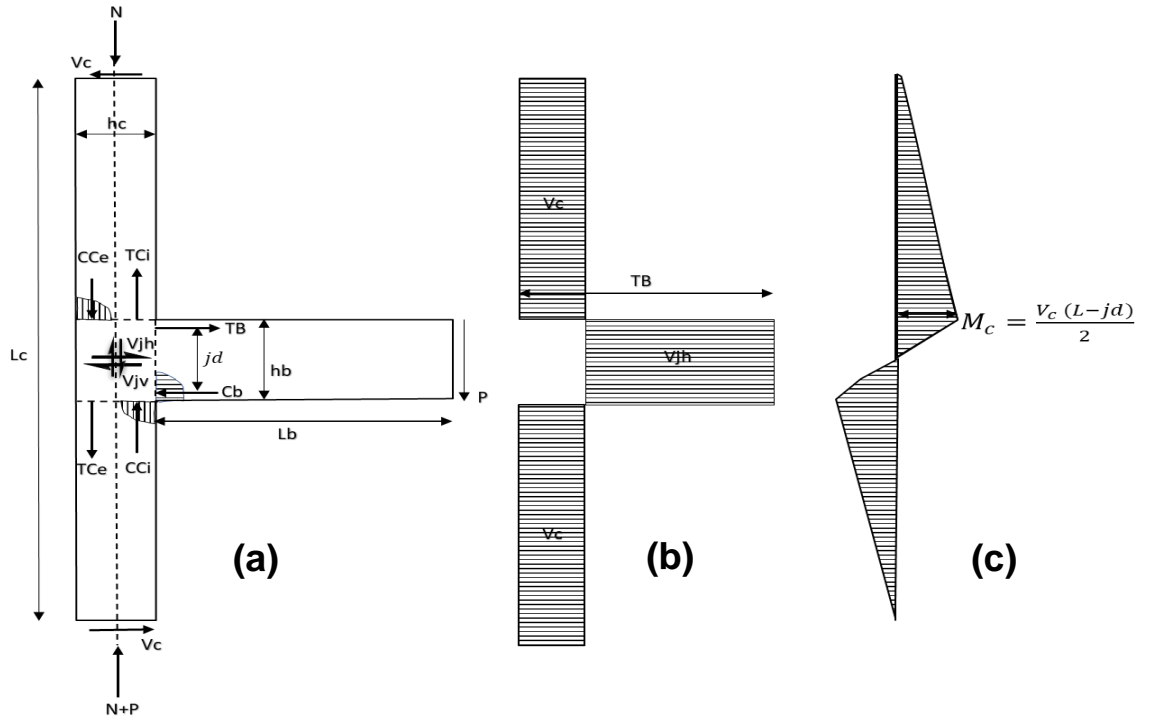 N
Vc
hc
CCe TCi
TB
Vjh
jd
hb
Lc
Vjv
Cb
P
Lb
TCe CCi
Vc
N+P
(a)
Vc
TB
Vjh
Vc
(b)
M_c = V_c (L-jd) / 2
(c)